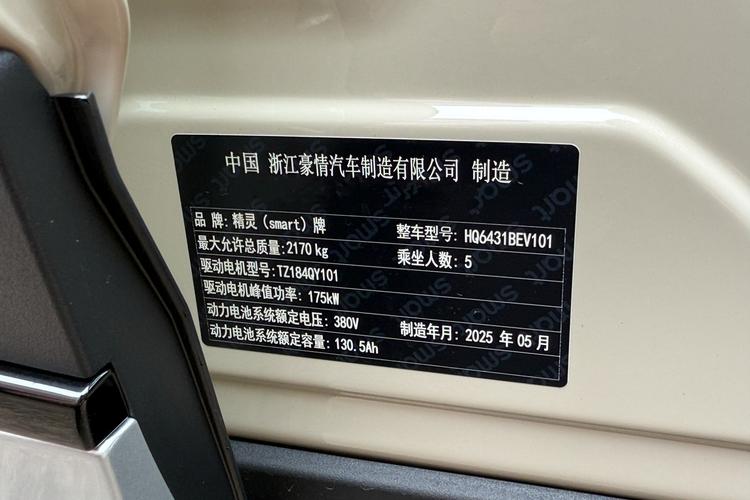 中国 浙江豪情汽车制造有限公司 制造
品 牌: 精灵 (smart) 牌
整车型号: HQ6431BEV101
最大允许总质量: 2170 kg
乘坐人数: 5
驱动电机型号: TZ184QY101
驱动电机峰值功率: 175kW
动力电池系统额定电压: 380V
制造年月: 2025 年 05 月
动力电池系统额定容量: 130.5Ah
smart